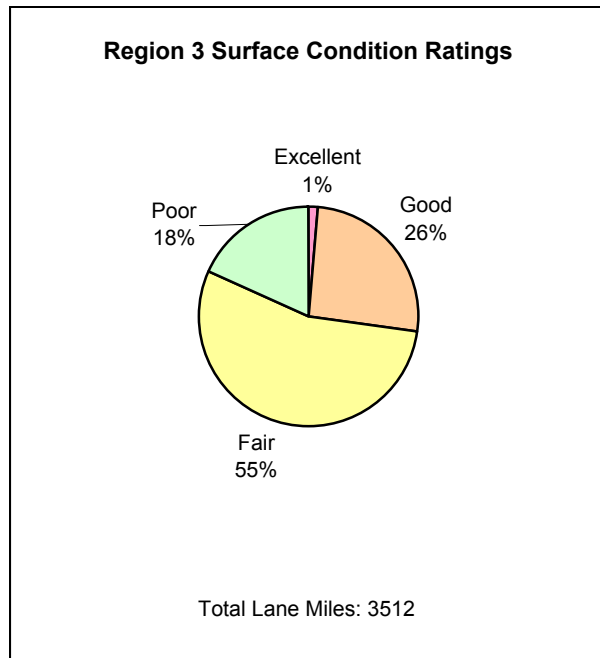 Region 3 Surface Condition Ratings
Excellent
1%
Good
26%
Poor
18%
Fair
55%
Total Lane Miles: 3512